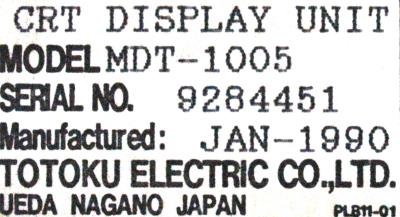 CRT DISPLAY UNIT
MODEL MDT-1005
SERIAL NO. 9284451
Manufactured: JAN-1990
TOTOKU ELECTRIC CO.,LTD.
UEDA NAGANO JAPAN PLB11-01